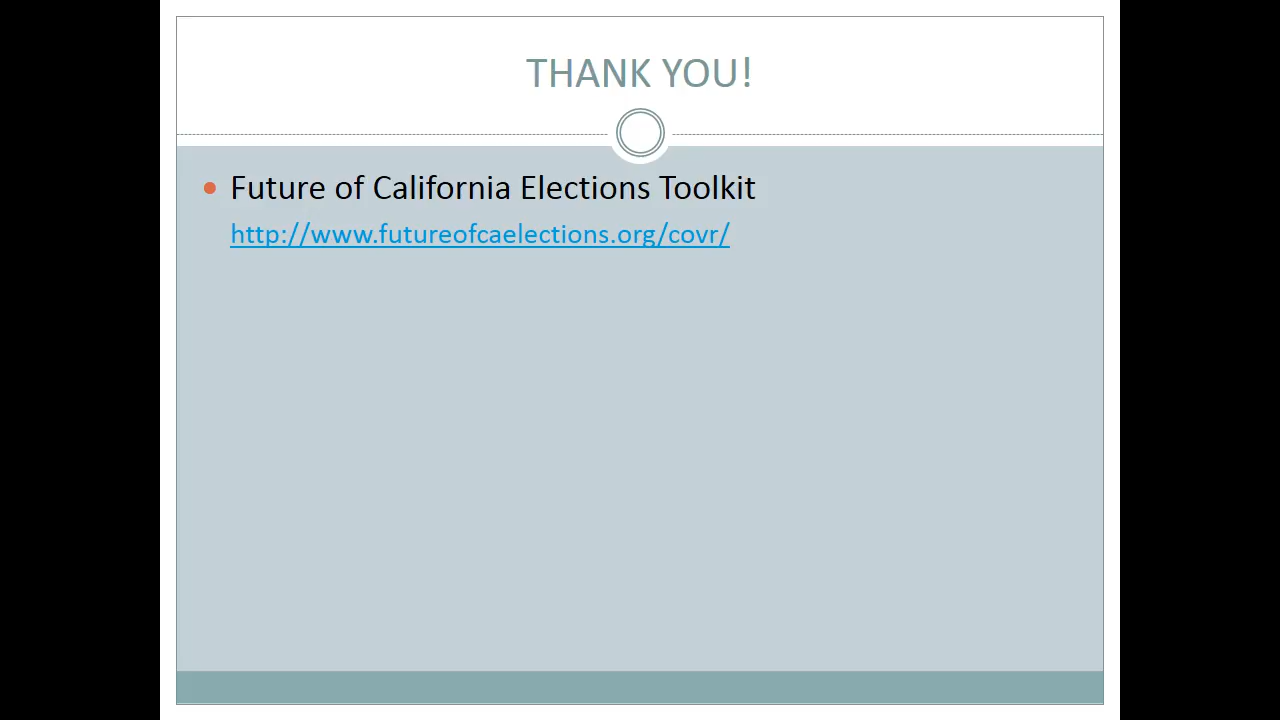 THANK YOU!
Future of California Elections Toolkit
http://www.futureofcaelections.org/covr/